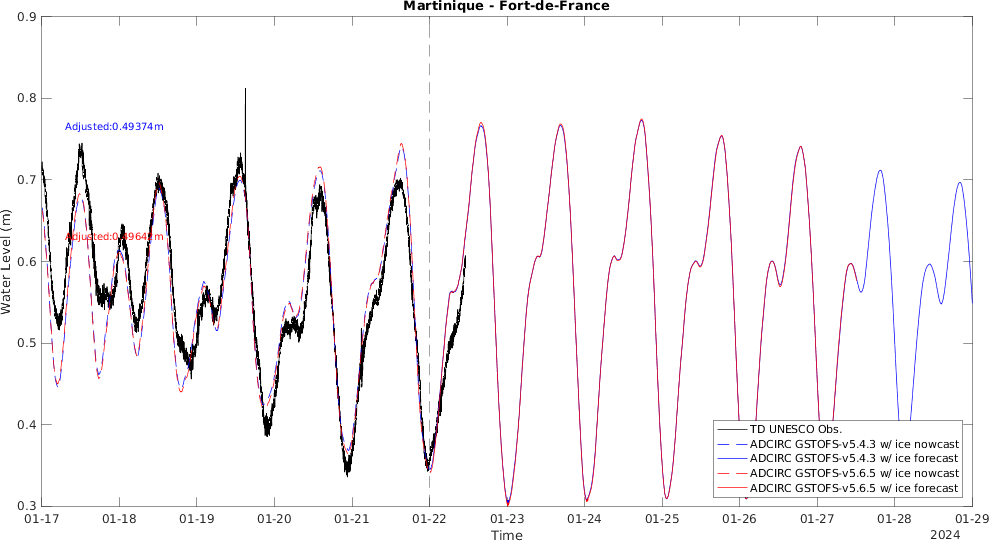 Martinique - Fort-de-France
0.9
0.8
0.7
0.6
0.5
0.4
0.3
Water Level (m)
Adjusted:0.49374m
TD UNESCO Obs.
ADCIRC GSTOFS-v5.4.3 w/ ice nowcast
ADCIRC GSTOFS-v5.4.3 w/ ice forecast
ADCIRC GSTOFS-v5.6.5 w/ ice nowcast
ADCIRC GSTOFS-v5.6.5 w/ ice forecast
01-17 01-18 01-19 01-20 01-21 01-22 01-23 01-24 01-25 01-26 01-27 01-28 01-29
Time
2024